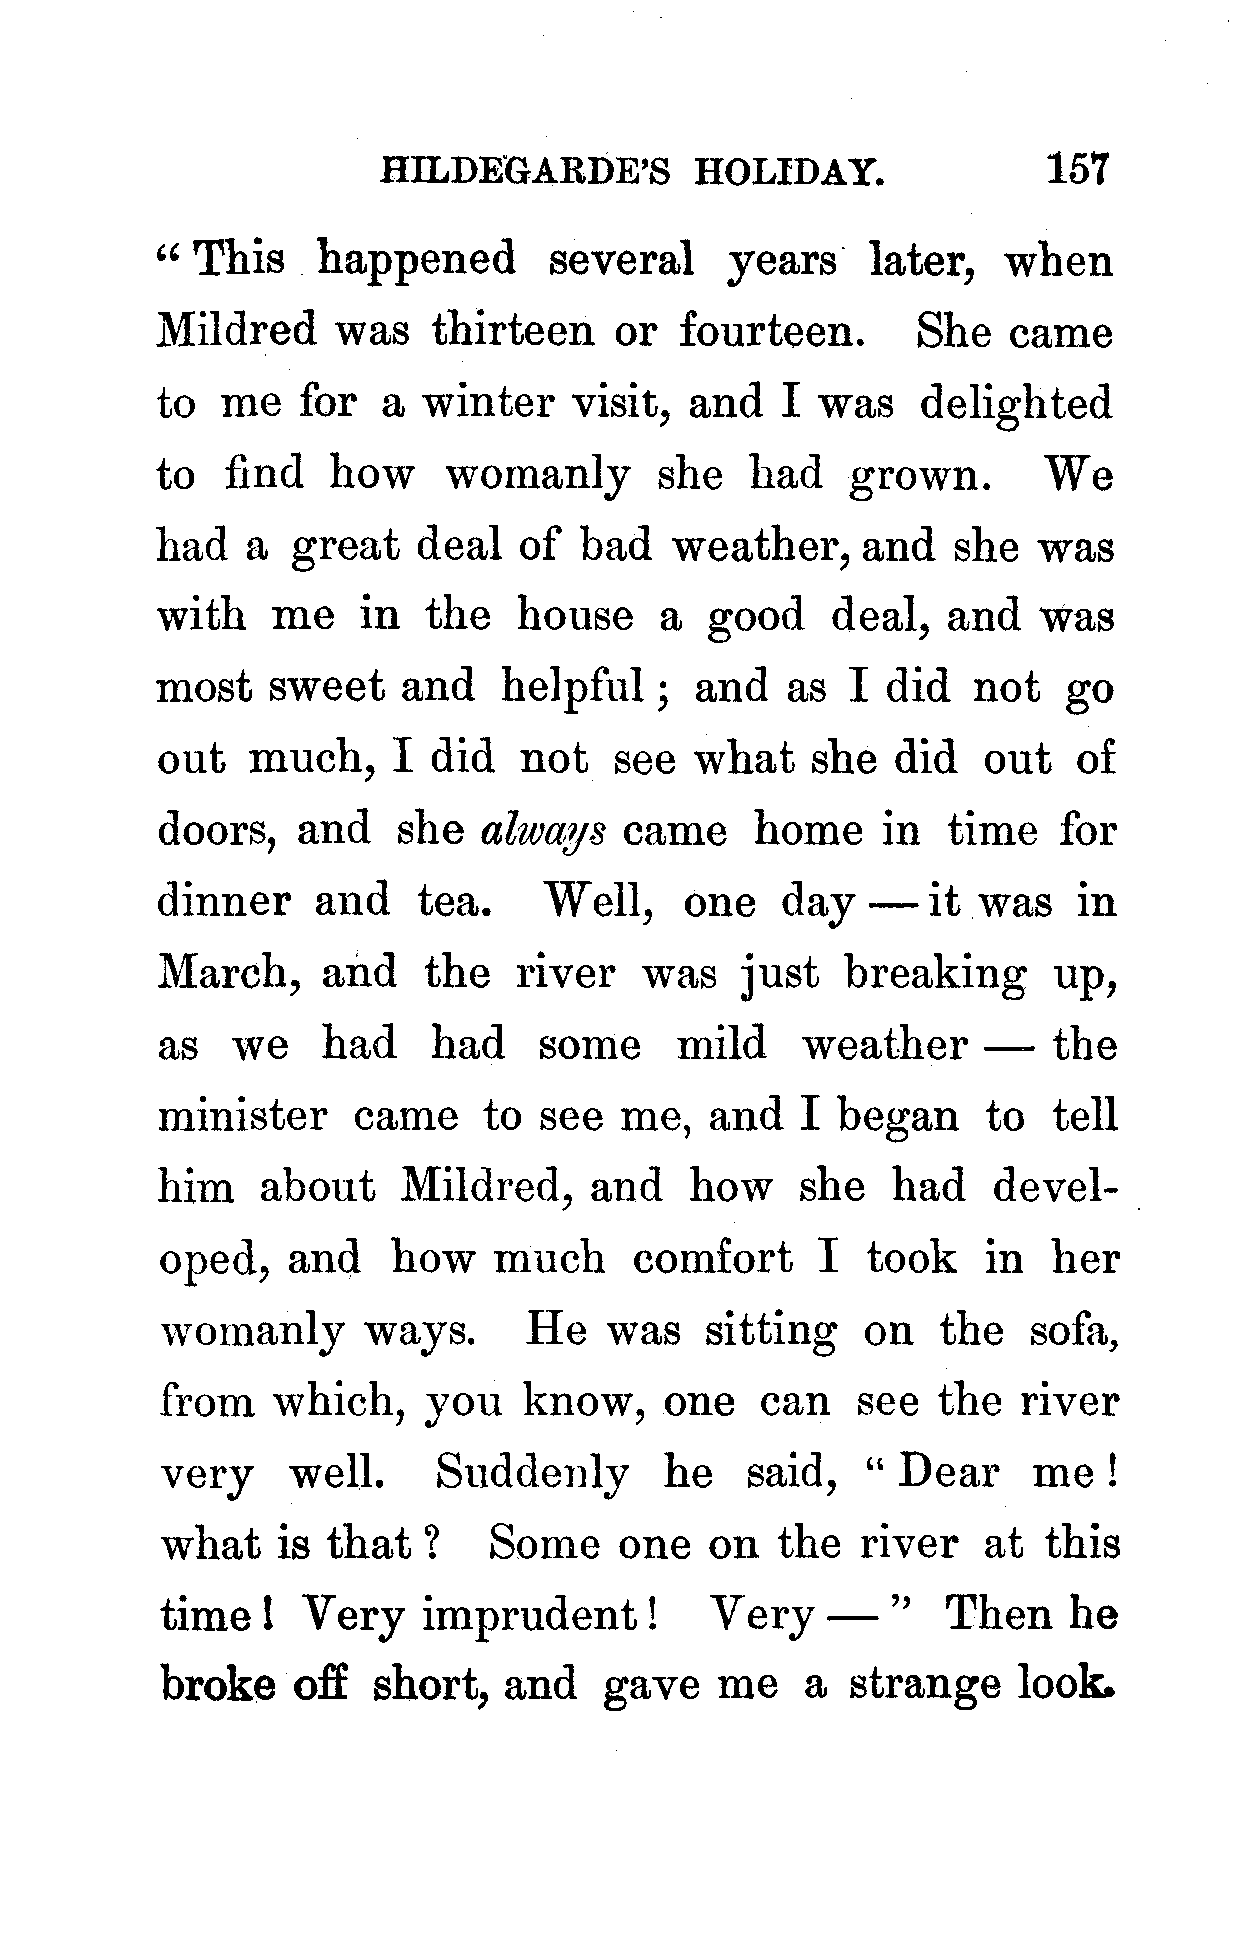 HILDEGARDE'S HOLIDAY. 157
“ This happened several years later, when
Mildred was thirteen or fourteen. She came
to me for a winter visit, and I was delighted
to find how womanly she had grown. We
had a great deal of bad weather, and she was
with me in the house a good deal, and was
most sweet and helpful ; and as I did not go
out much, I did not see what she did out of
doors, and she always came home in time for
dinner and tea. Well, one day — it was in
March, and the river was just breaking up,
as we had had some mild weather — the
minister came to see me, and I began to tell
him about Mildred, and how she had devel-
oped, and how much comfort I took in her
womanly ways. He was sitting on the sofa,
from which, you know, one can see the river
very well. Suddenly he said, “ Dear me !
what is that ? Some one on the river at this
time ! Very imprudent ! Very — ” Then he
broke off short, and gave me a strange look.